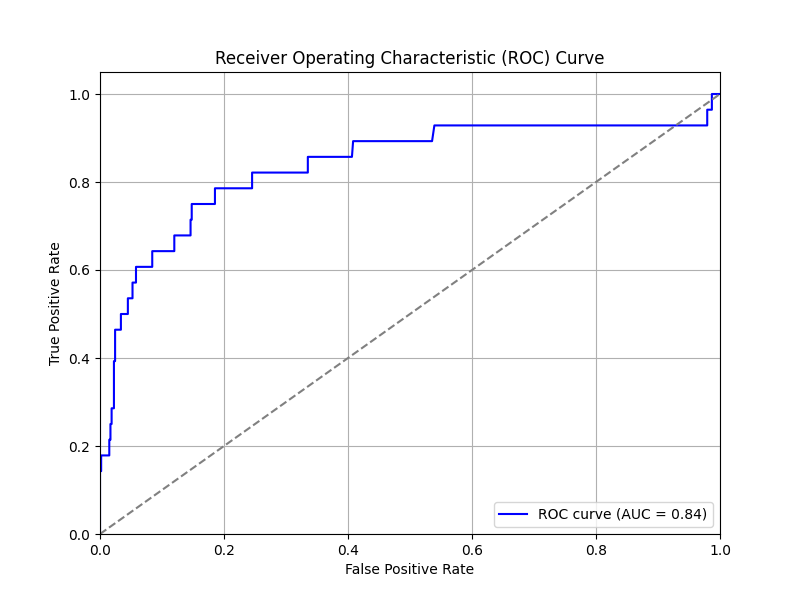 Receiver Operating Characteristic (ROC) Curve
1.0
0.8
0.6
0.4
0.2
0.0
True Positive Rate
0.0 0.2 0.4 0.6 0.8 1.0
False Positive Rate
ROC curve (AUC = 0.84)